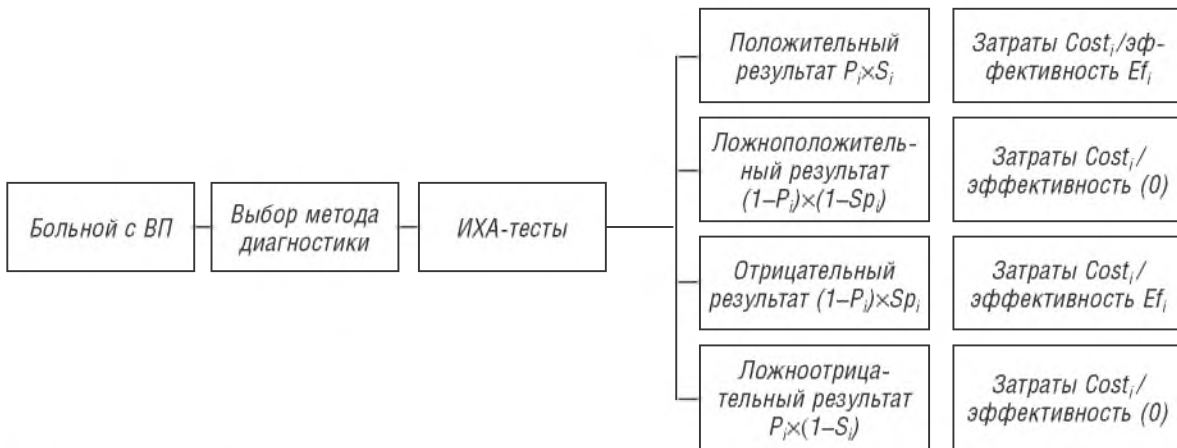 Больной с ВП
Выбор метода
диагностики
ИХА-тесты
Положительный
результат Pᵢ×Sᵢ
Затраты Costᵢ/эф-
фективность Efᵢ
Ложноположитель-
ный результат
(1–Pᵢ)×(1–Spᵢ)
Затраты Costᵢ/
эффективность (0)
Отрицательный
результат (1–Pᵢ)×Spᵢ
Затраты Costᵢ/
эффективность Efᵢ
Ложноотрица-
тельный результат
Pᵢ×(1–Sᵢ)
Затраты Costᵢ/
эффективность (0)